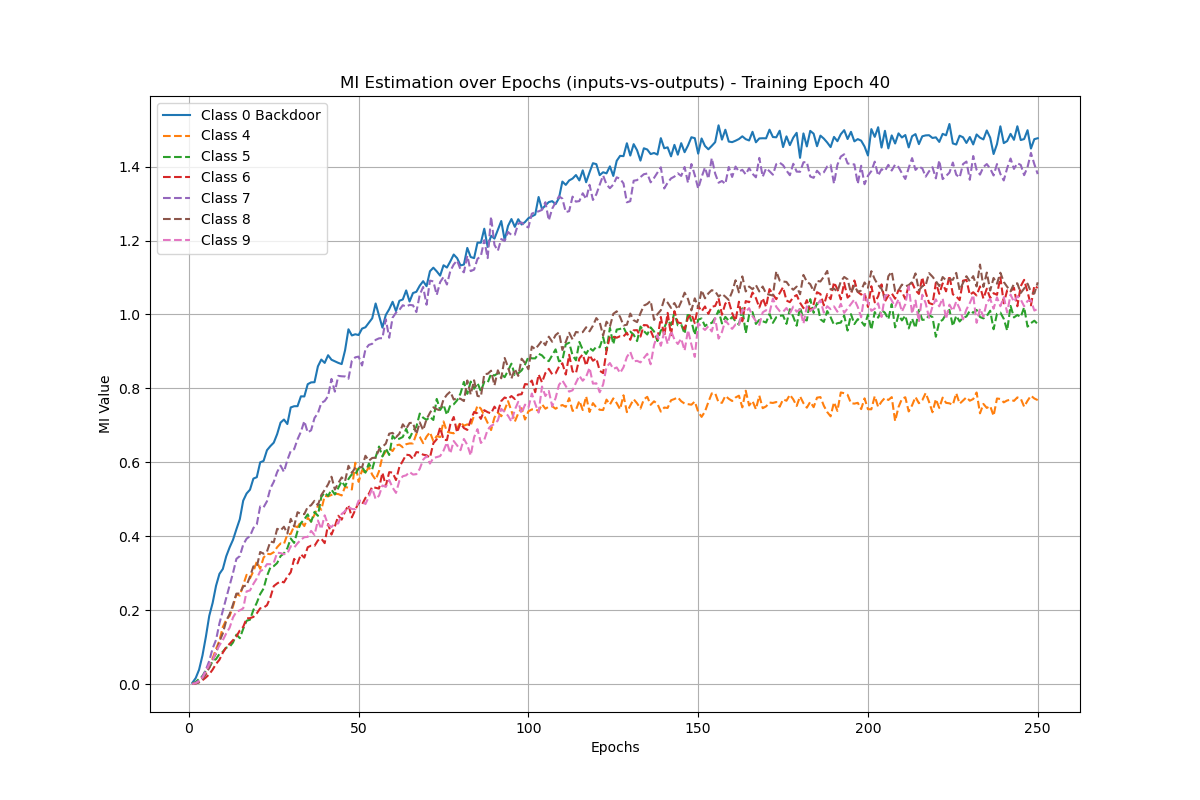 MI Estimation over Epochs (inputs-vs-outputs) - Training Epoch 40
Class 0 Backdoor
Class 4
Class 5
Class 6
Class 7
Class 8
Class 9
MI Value
1.4
1.2
1.0
0.8
0.6
0.4
0.2
0.0
0 50 100 150 200 250
Epochs